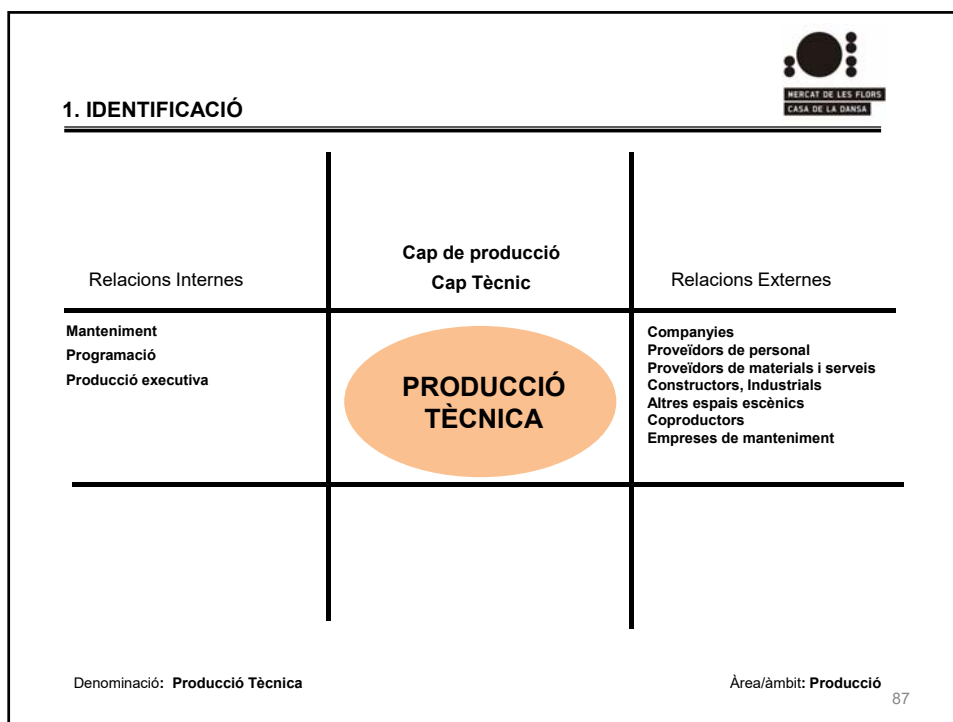 MERCAT DE LES FLORS
CASA DE LA DANSA
1. IDENTIFICACIÓ
Relacions Internes
Cap de producció
Cap Tècnic
Relacions Externes
Manteniment
Programació
Producció executiva
PRODUCCIÓ
TÈCNICA
Companyies
Proveïdors de personal
Proveïdors de materials i serveis
Constructors, Industrials
Altres espais escènics
Coproductors
Empreses de manteniment
Denominació: Producció Tècnica
Àrea/àmbit: Producció
87